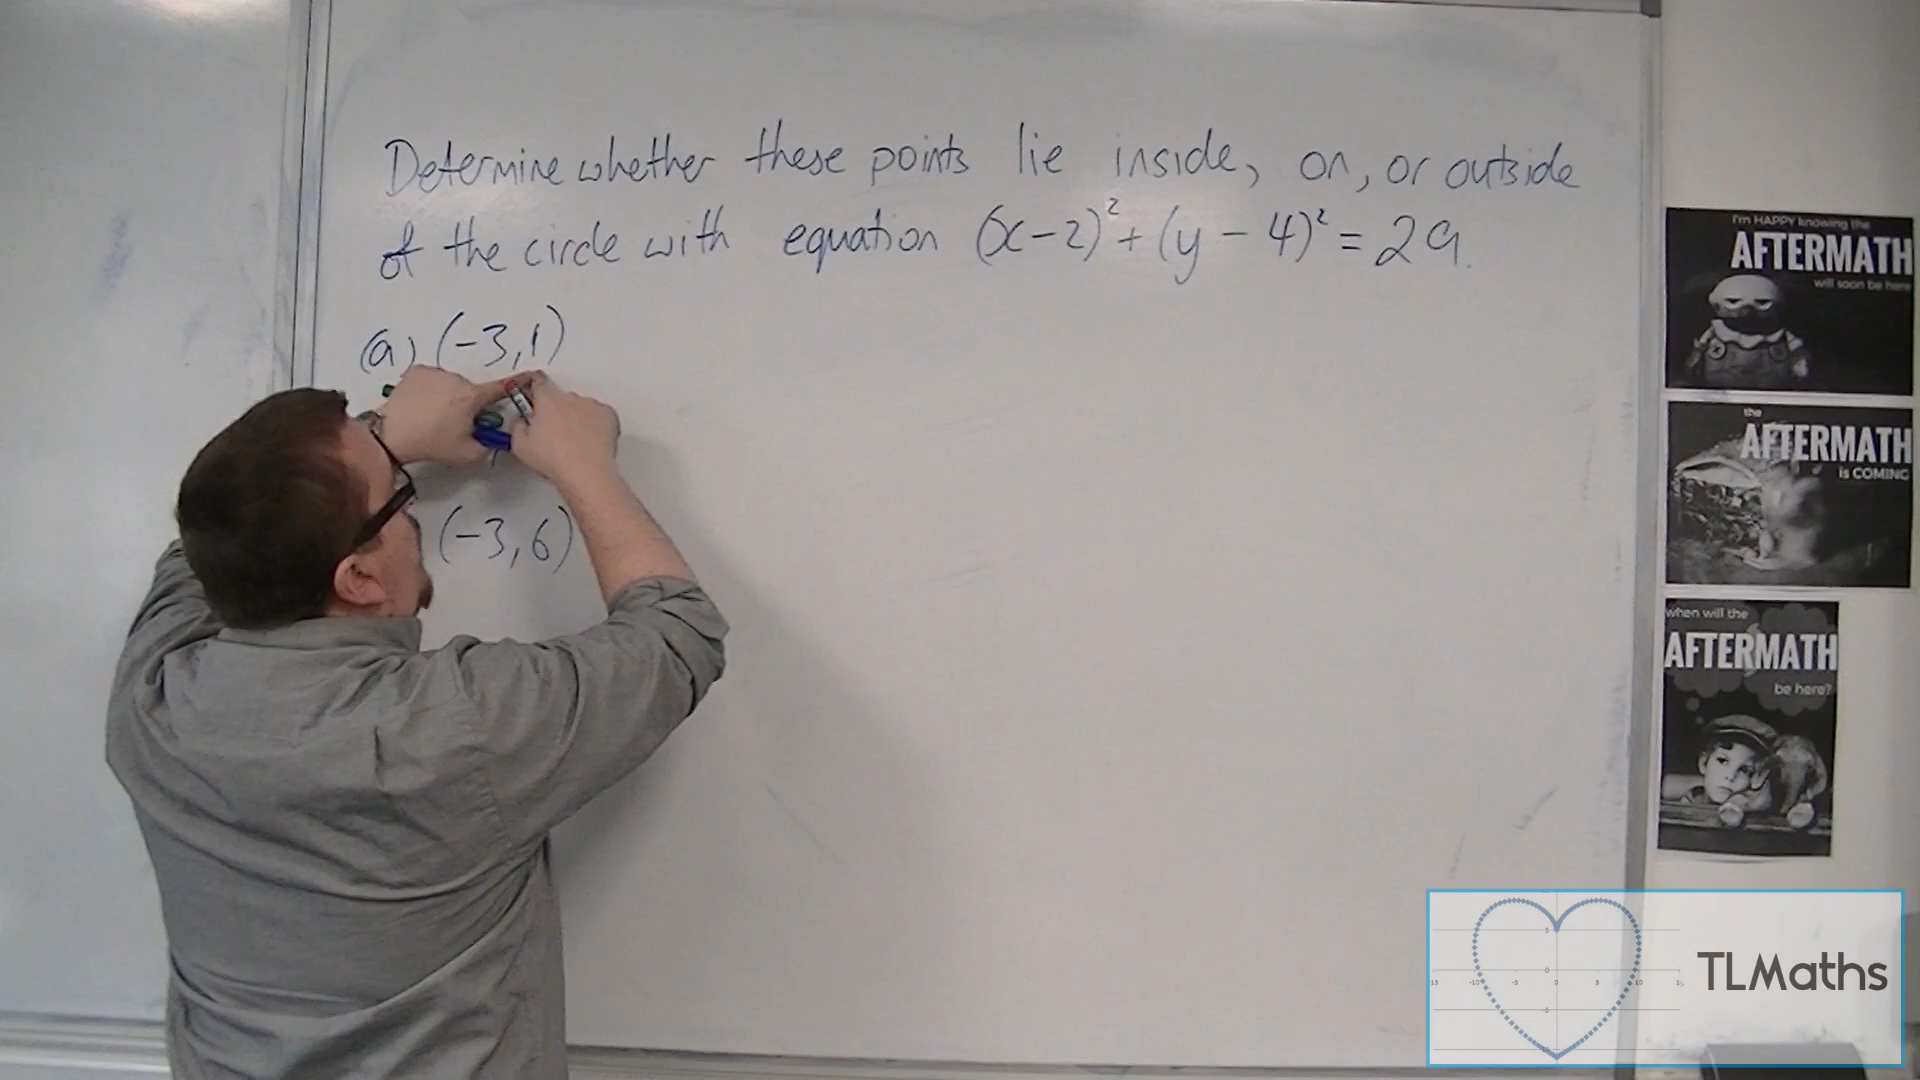 Determine whether these points lie inside, on, or outside
of the circle with equation (x-2)² + (y-4)² = 29.
(a) (-3,1)
(-3,6)
I'm HAPPY knowing the
AFTERMATH
will soon be here
the
AFTERMATH
is COMING
when will the
AFTERMATH
be here?
TLMaths